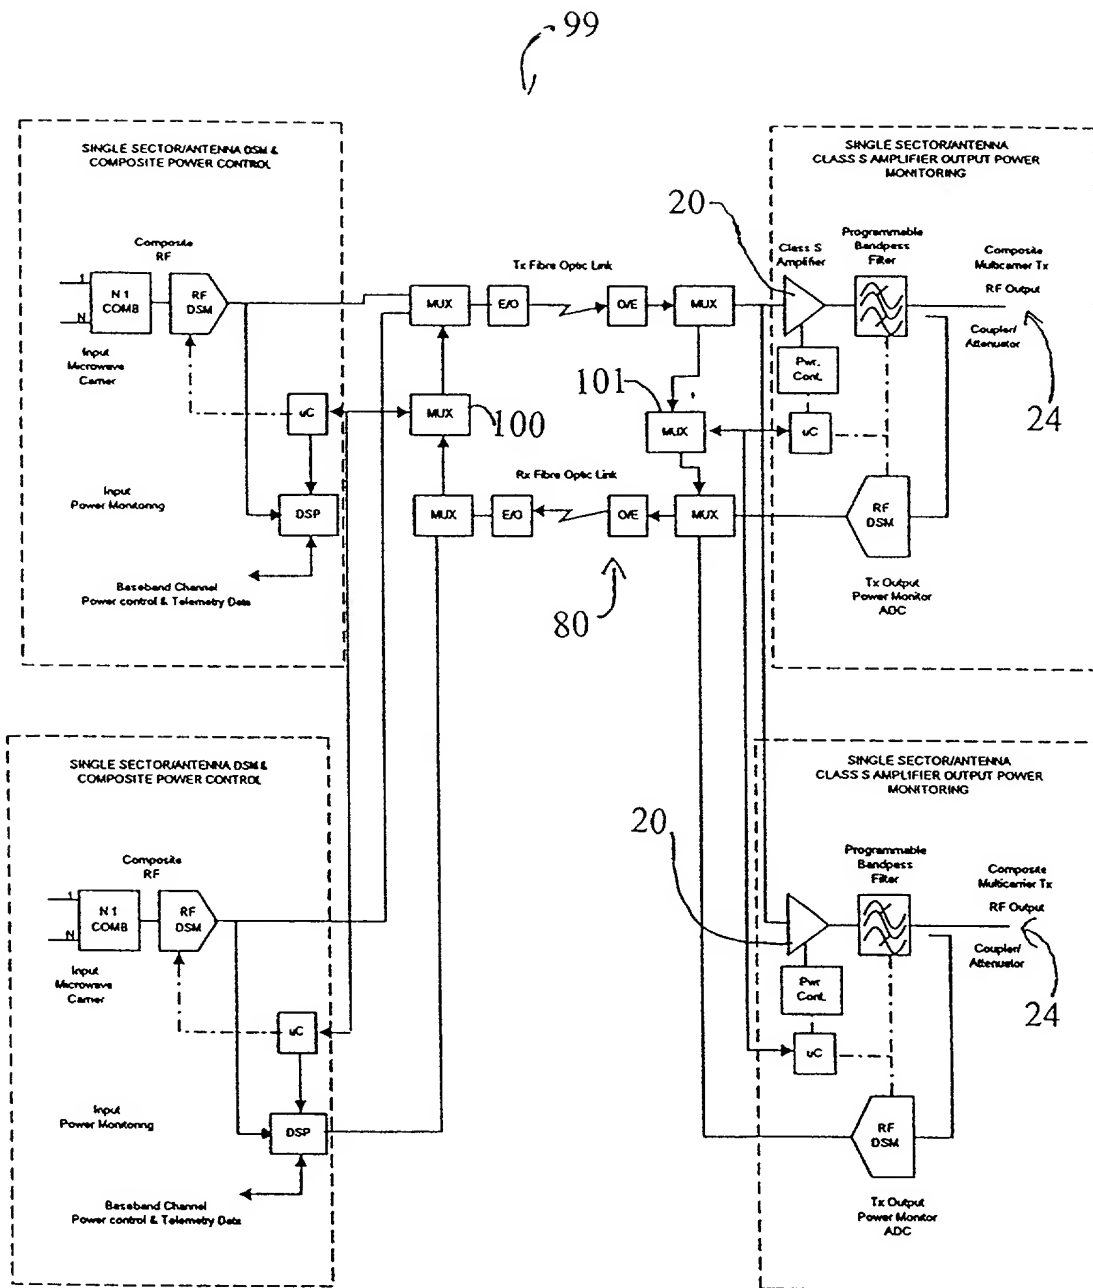 99
SINGLE SECTOR/ANTENNA DSM &
COMPOSITE POWER CONTROL
Composite
RF
1
N
N 1
COMB
RF
DSM
Input
Microwave
Carrier
uC
Input
Power Monitoring
DSP
Baseband Channel
Power control & Telemetry Data
Tx Fibre Optic Link
MUX
E/O
O/E
MUX
MUX
100
101
MUX
Rx Fibre Optic Link
MUX
E/O
O/E
MUX
80
SINGLE SECTOR/ANTENNA
CLASS S AMPLIFIER OUTPUT POWER
MONITORING
20
Class S
Amplifier
Programmable
Bandpass
Filter
Composite
Multicarrier Tx
RF Output
Coupler/
Attenuator
24
Pwr.
Cont.
uC
RF
DSM
Tx Output
Power Monitor
ADC
SINGLE SECTOR/ANTENNA DSM &
COMPOSITE POWER CONTROL
Composite
RF
1
N
N 1
COMB
RF
DSM
Input
Microwave
Carrier
uC
Input
Power Monitoring
DSP
Baseband Channel
Power control & Telemetry Data
SINGLE SECTOR/ANTENNA
CLASS S AMPLIFIER OUTPUT POWER
MONITORING
20
Programmable
Bandpass
Filter
Composite
Multicarrier Tx
RF Output
Coupler/
Attenuator
24
Pwr
Cont.
uC
RF
DSM
Tx Output
Power Monitor
ADC